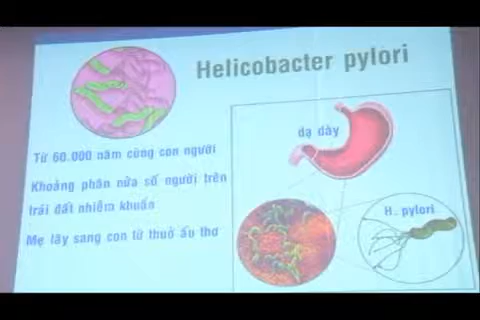 Helicobacter pylori
Từ 60.000 năm cùng con người
Khoảng phân nửa số người trên
trái đất nhiễm khuẩn
Mẹ lây sang con từ thuở ấu thơ
dạ dày
H. pylori